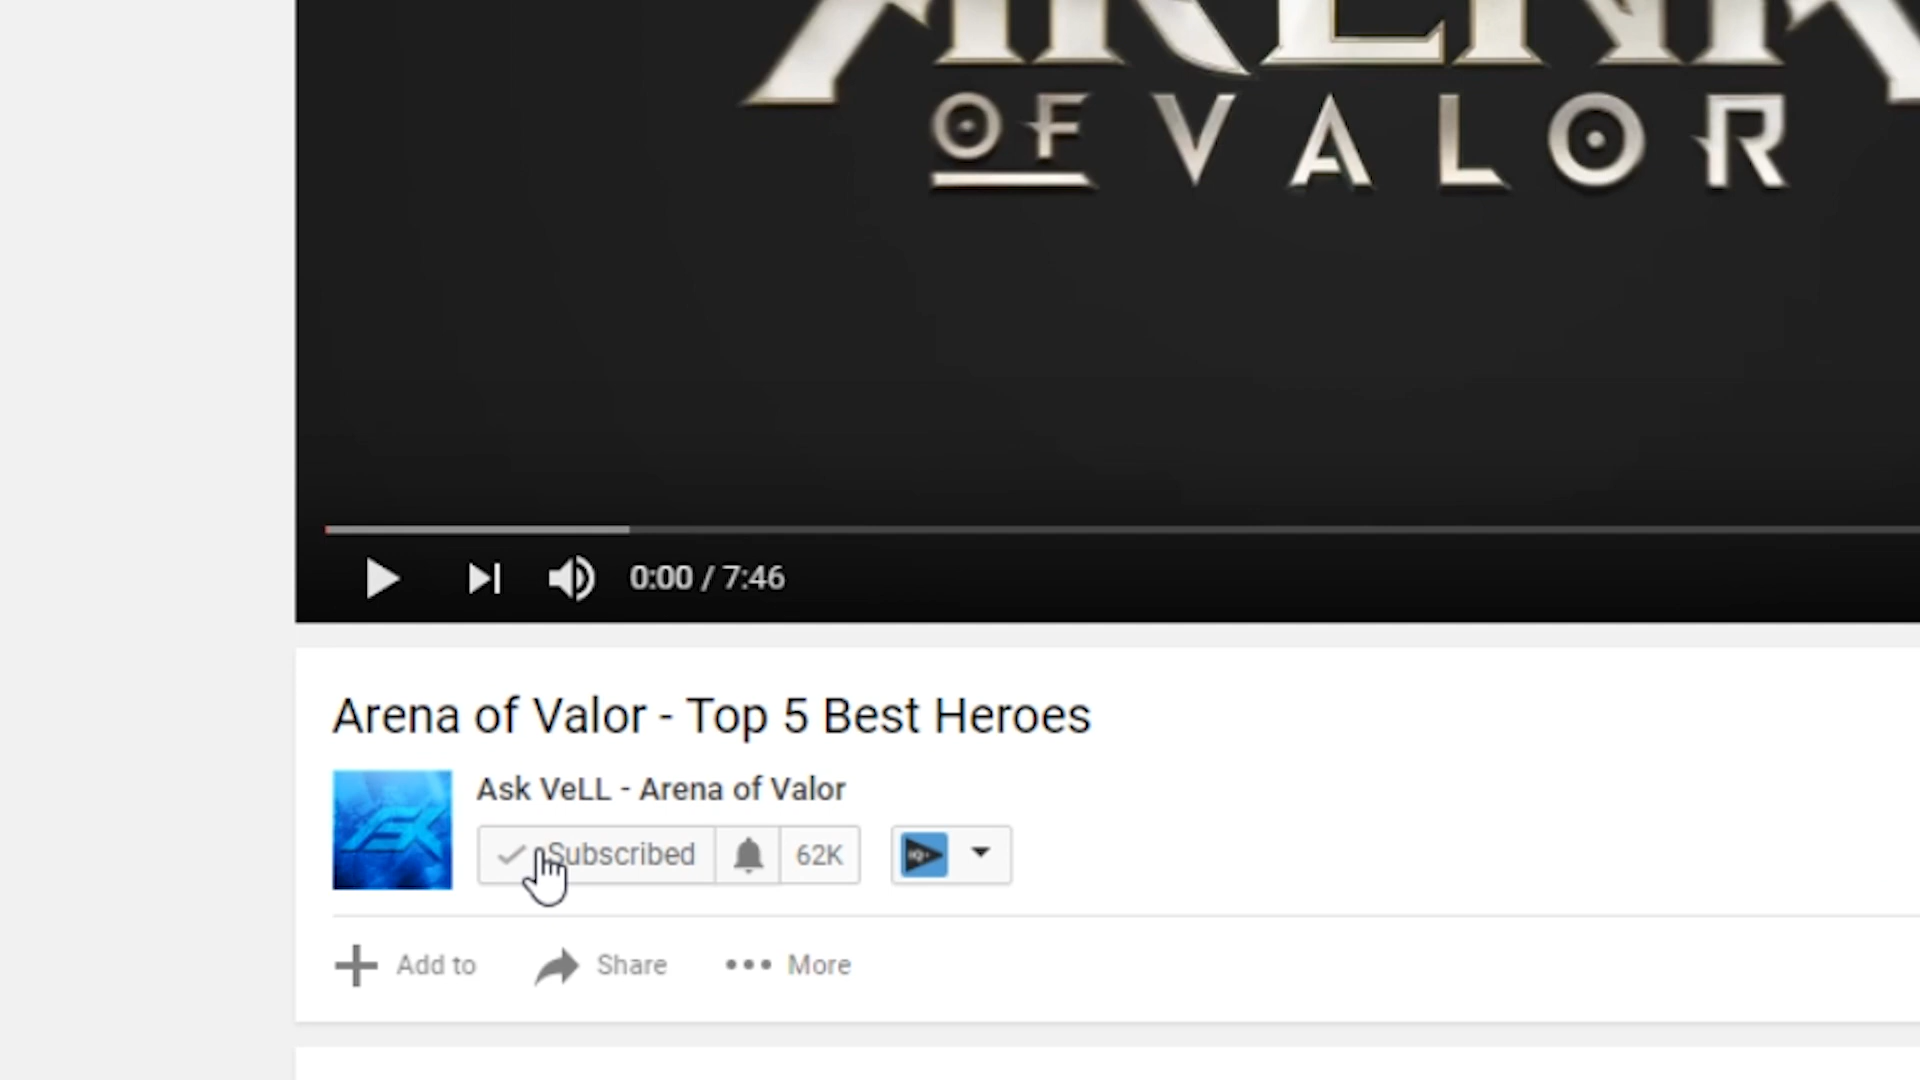 ARENA
OF VALOR
0:00 / 7:46
Arena of Valor - Top 5 Best Heroes
Ask VeLL - Arena of Valor
Subscribed
62K
Add to
Share
More